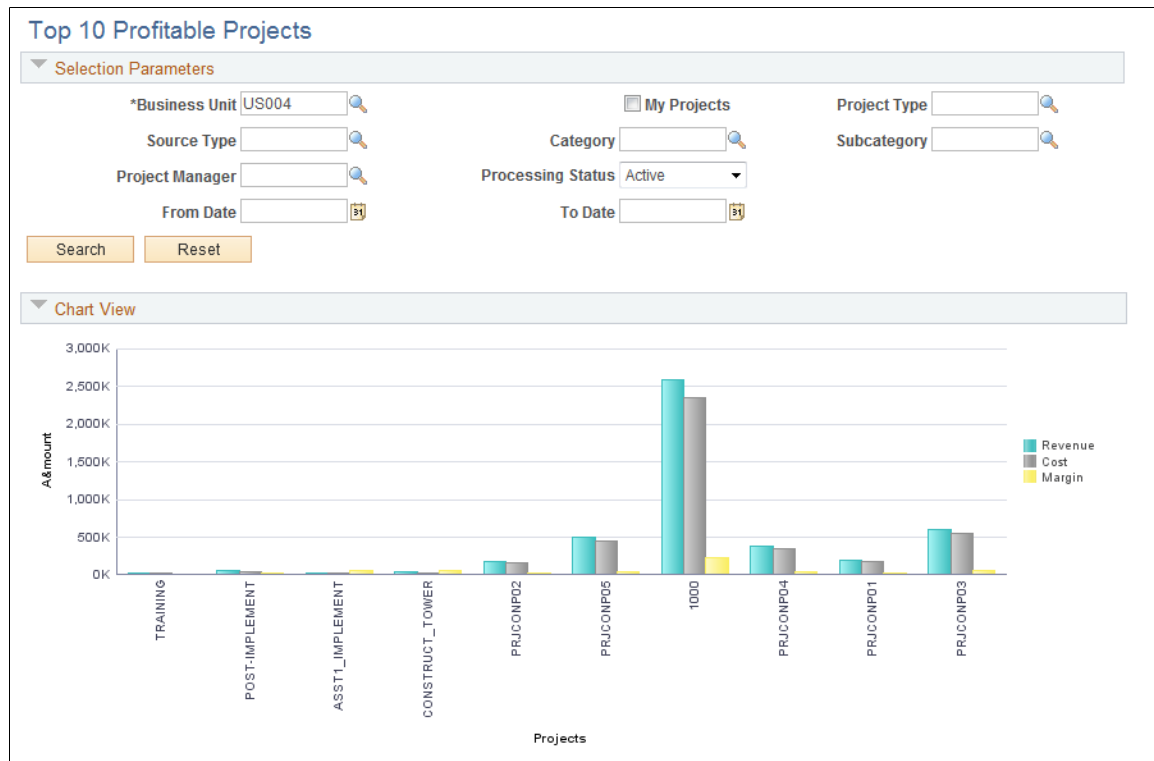 Top 10 Profitable Projects
Selection Parameters
*Business Unit US004 My Projects Project Type
Source Type Category Subcategory
Project Manager Processing Status Active
From Date 31 To Date 31
Search Reset
Chart View
3,000K
2,500K
2,000K
1,500K
1,000K
500K
0K
A&mount
Revenue
Cost
Margin
TRAINING
POST-IMPLEMENT
ASST1_IMPLEMENT
CONSTRUCT_TOWER
PRJCONP02
PRJCONP05
1000
PRJCONP04
PRJCONP01
PRJCONP03
Projects